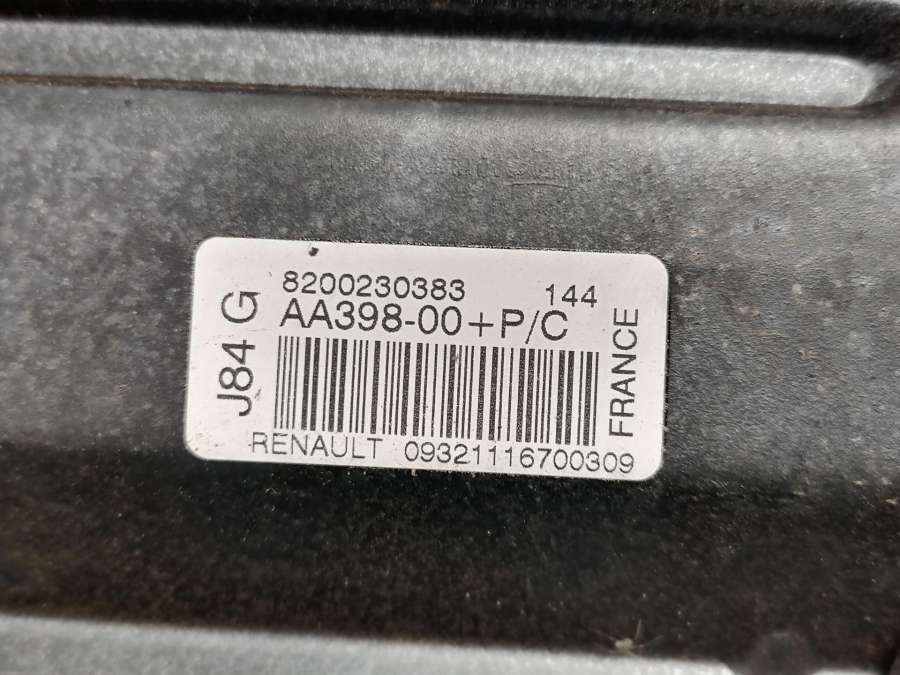 8200230383 144
AA398-00+P/C
J84 G
FRANCE
RENAULT 09321116700309